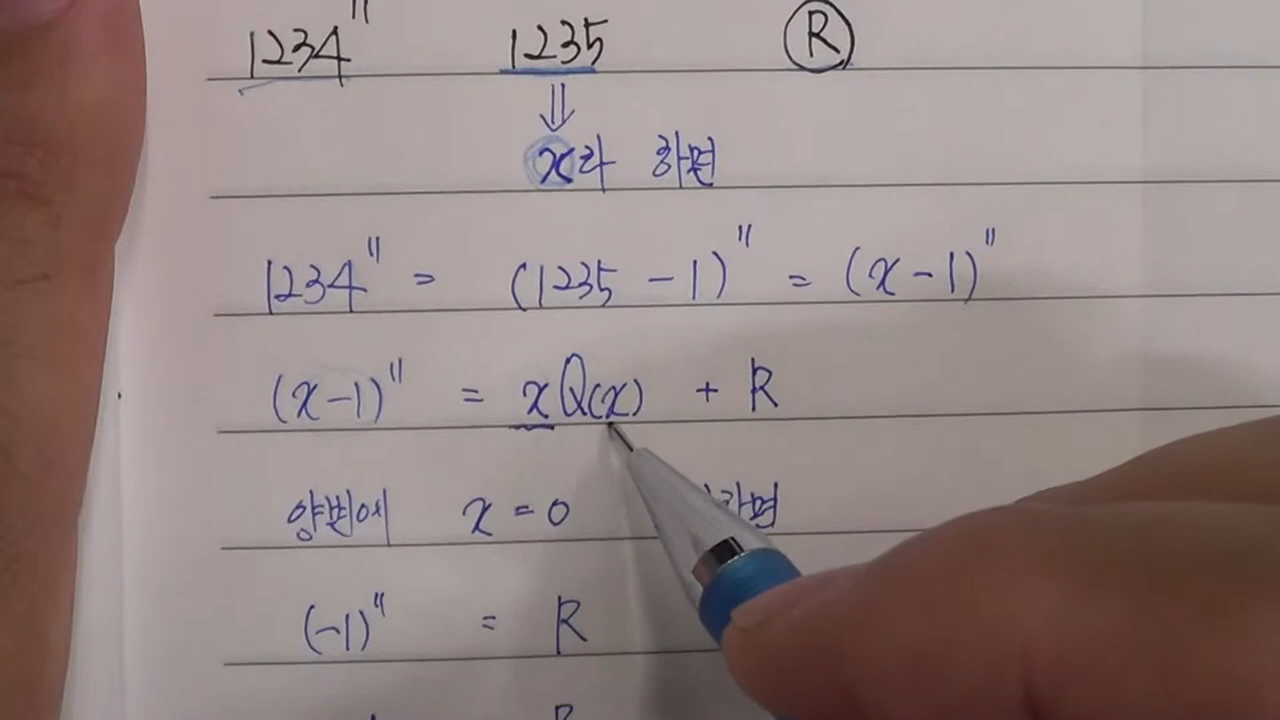 1234¹¹ 1235 Ⓡ
⇓
x라 하면
1234¹¹ = (1235 - 1)¹¹ = (x - 1)¹¹
(x - 1)¹¹ = xQ(x) + R
양변에 x = 0
(-1)¹¹ = R